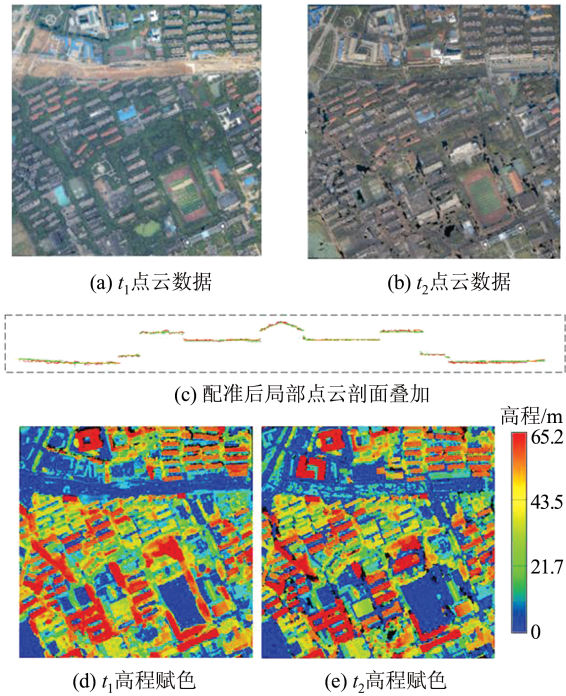 (a) t₁点云数据
(b) t₂点云数据
(c) 配准后局部点云剖面叠加
高程/m
65.2
43.5
21.7
0
(d) t₁高程赋色
(e) t₂高程赋色